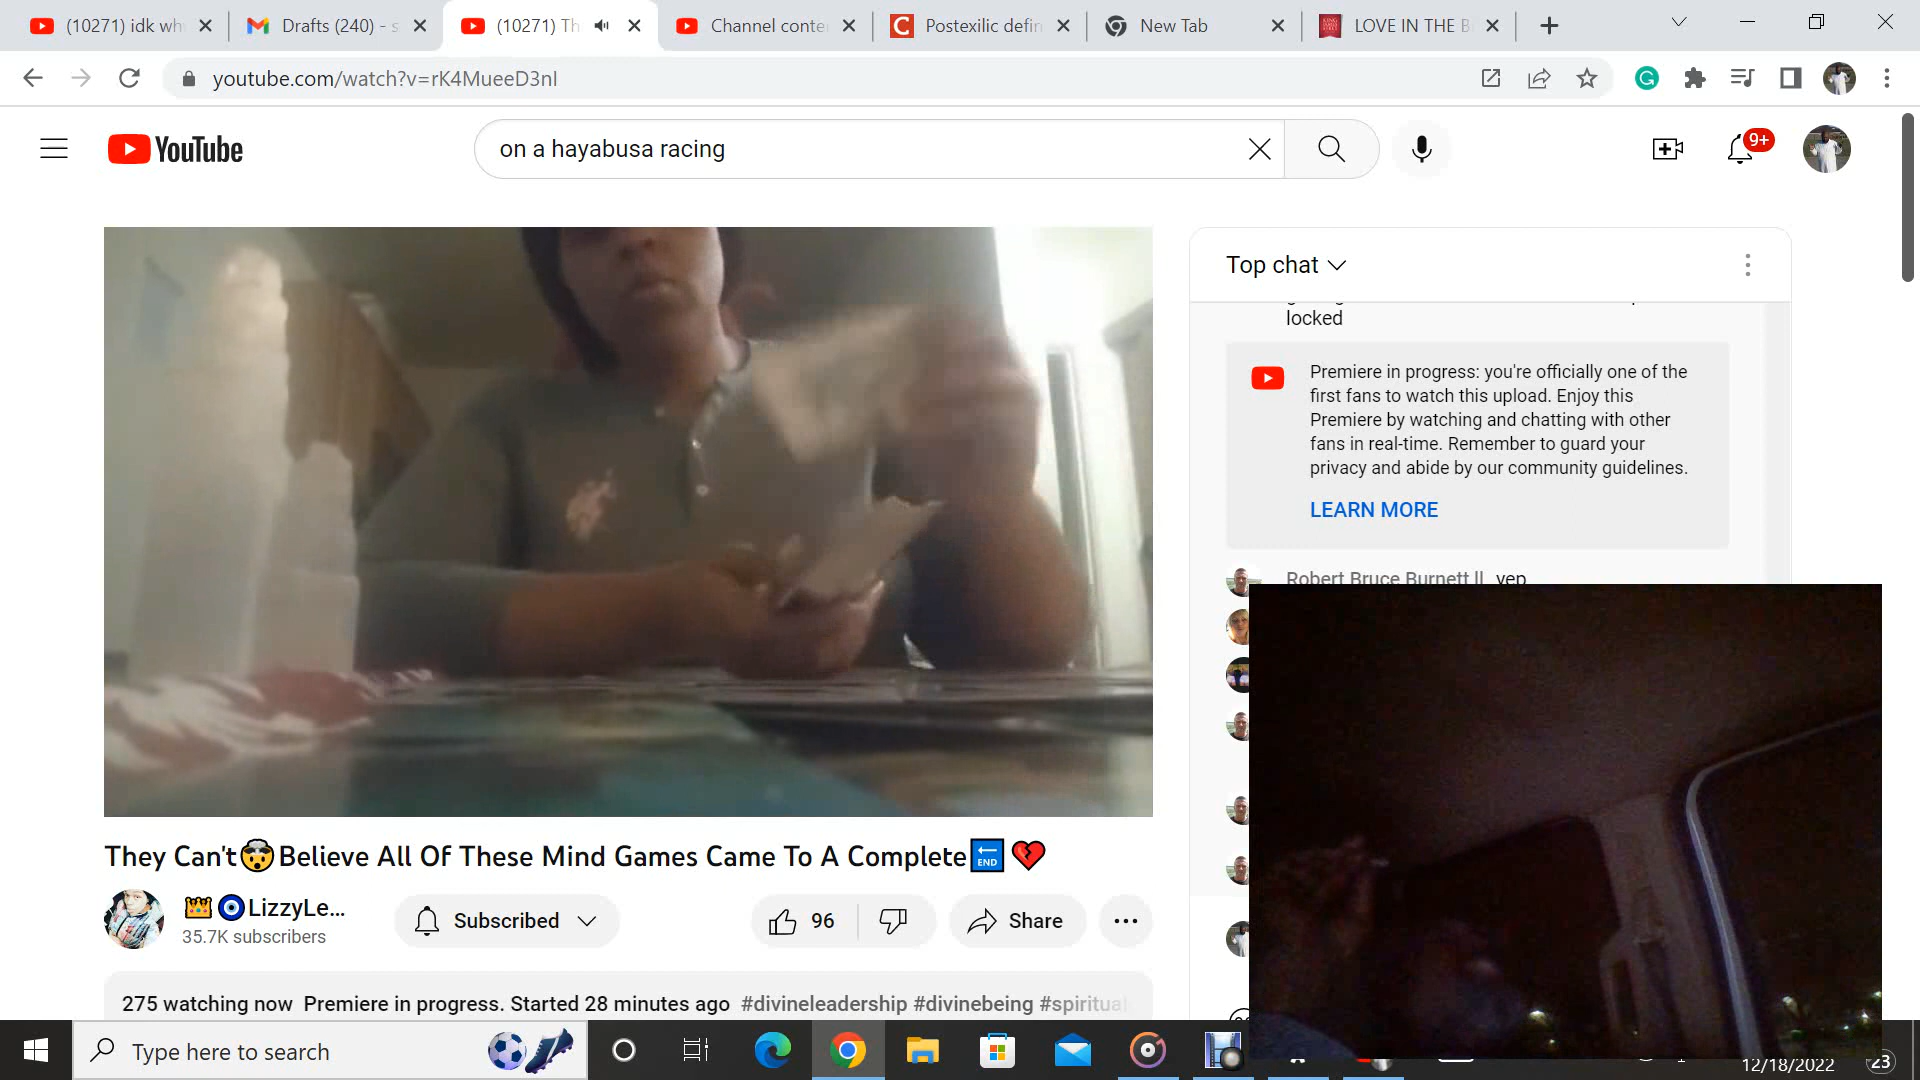 (10271) idk wh
Drafts (240) - s
(10271) Th
Channel conte
Postexilic defin
New Tab
LOVE IN THE B
youtube.com/watch?v=rK4MueeD3nI
YouTube
on a hayabusa racing
9+
Top chat
locked
Premiere in progress: you're officially one of the
first fans to watch this upload. Enjoy this
Premiere by watching and chatting with other
fans in real-time. Remember to guard your
privacy and abide by our community guidelines.
LEARN MORE
Robert Bruce Burnett ll yep
They Can't🤯Believe All Of These Mind Games Came To A Complete🔚💔
👑🧿LizzyLe...
35.7K subscribers
Subscribed
96
Share
275 watching now Premiere in progress. Started 28 minutes ago #divineleadership #divinebeing #spiritual
Type here to search
12/18/2022
23